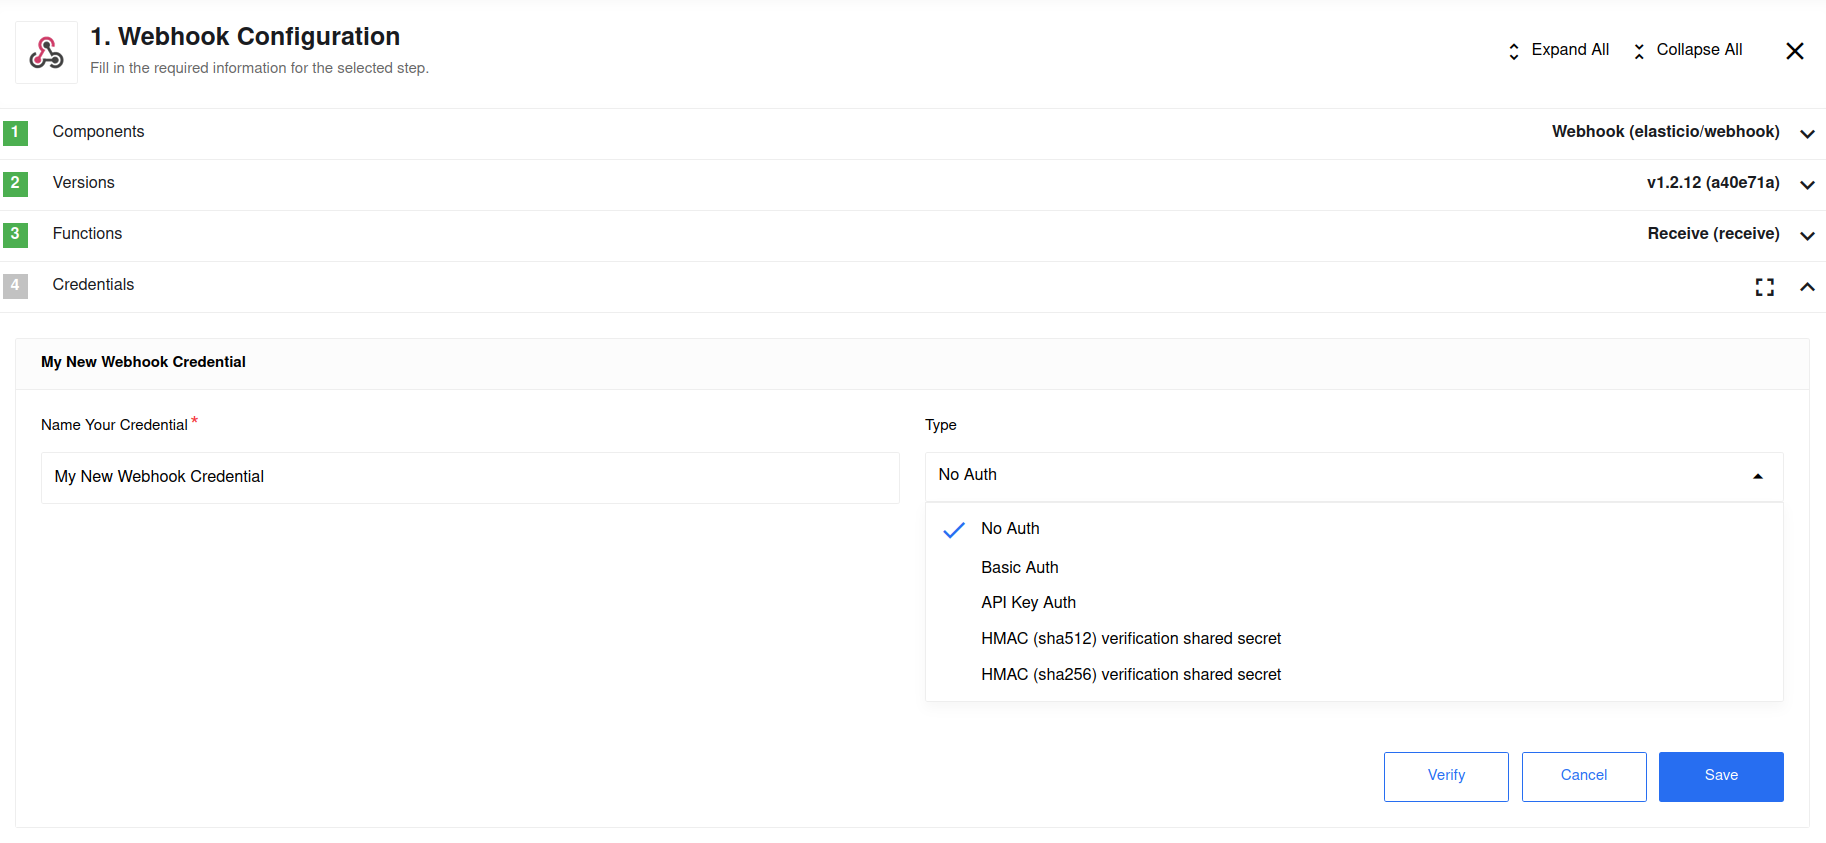 1. Webhook Configuration
Fill in the required information for the selected step.
Expand All
Collapse All
1 Components Webhook (elasticio/webhook)
2 Versions v1.2.12 (a40e71a)
3 Functions Receive (receive)
4 Credentials
My New Webhook Credential
Name Your Credential *
My New Webhook Credential
Type
No Auth
No Auth
Basic Auth
API Key Auth
HMAC (sha512) verification shared secret
HMAC (sha256) verification shared secret
Verify
Cancel
Save